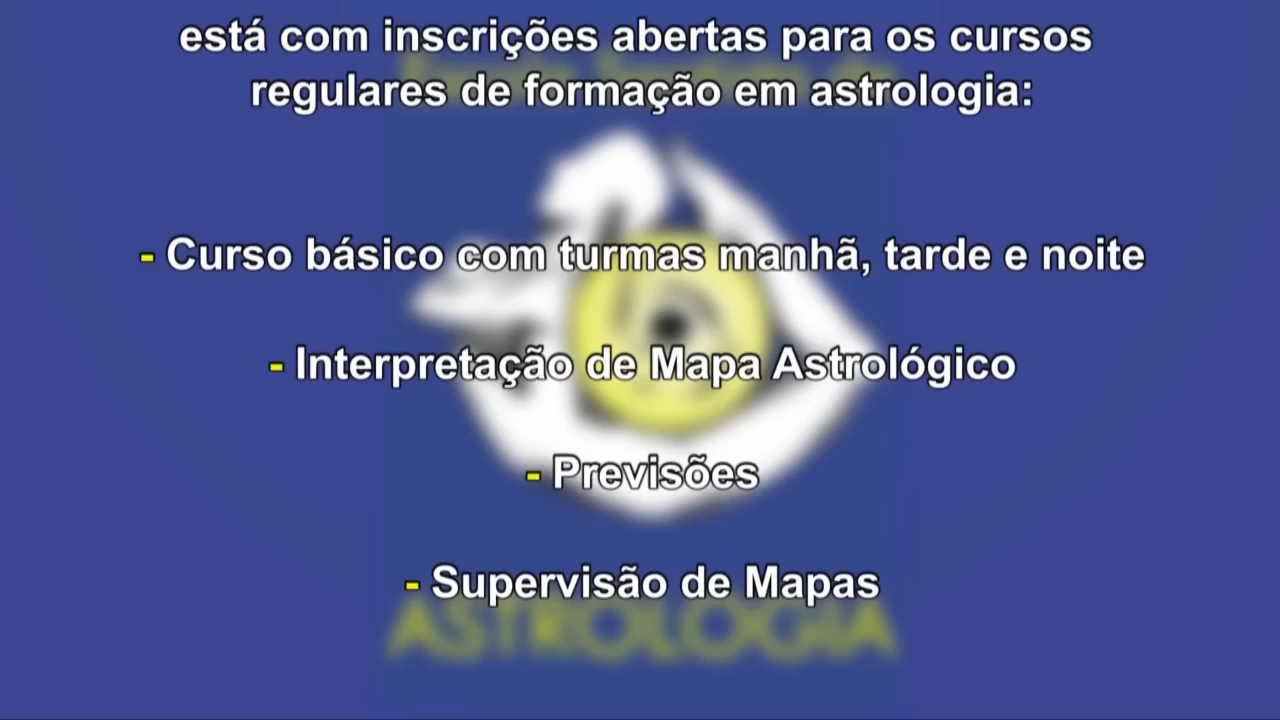 está com inscrições abertas para os cursos
regulares de formação em astrologia:
- Curso básico com turmas manhã, tarde e noite
- Interpretação de Mapa Astrológico
- Previsões
- Supervisão de Mapas
ASTROLOGIA